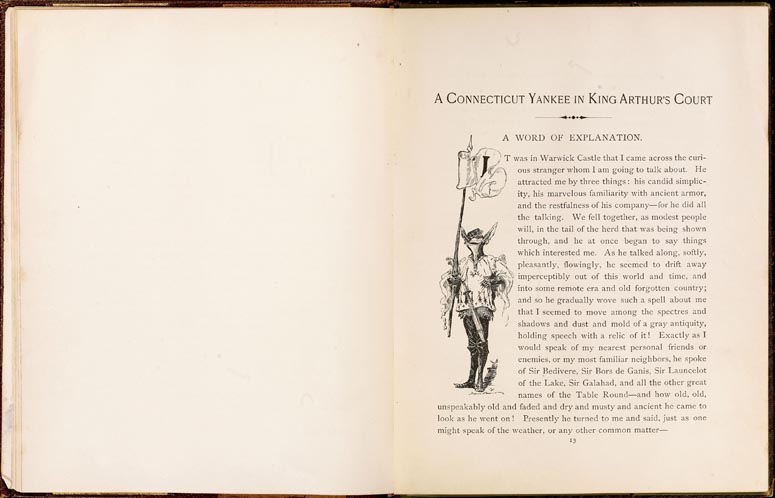 A CONNECTICUT YANKEE IN KING ARTHUR'S COURT
A WORD OF EXPLANATION.
IT was in Warwick Castle that I came across the curi-
ous stranger whom I am going to talk about. He
attracted me by three things: his candid simplic-
ity, his marvelous familiarity with ancient armor,
and the restfulness of his company—for he did all
the talking. We fell together, as modest people
will, in the tail of the herd that was being shown
through, and he at once began to say things
which interested me. As he talked along, softly,
pleasantly, flowingly, he seemed to drift away
imperceptibly out of this world and time, and
into some remote era and old forgotten country;
and so he gradually wove such a spell about me
that I seemed to move among the spectres and
shadows and dust and mold of a gray antiquity,
holding speech with a relic of it! Exactly as I
would speak of my nearest personal friends or
enemies, or my most familiar neighbors, he spoke
of Sir Bedivere, Sir Bors de Ganis, Sir Launcelot
of the Lake, Sir Galahad, and all the other great
names of the Table Round—and how old, old,
unspeakably old and faded and dry and musty and ancient he came to
look as he went on! Presently he turned to me and said, just as one
might speak of the weather, or any other common matter—
15